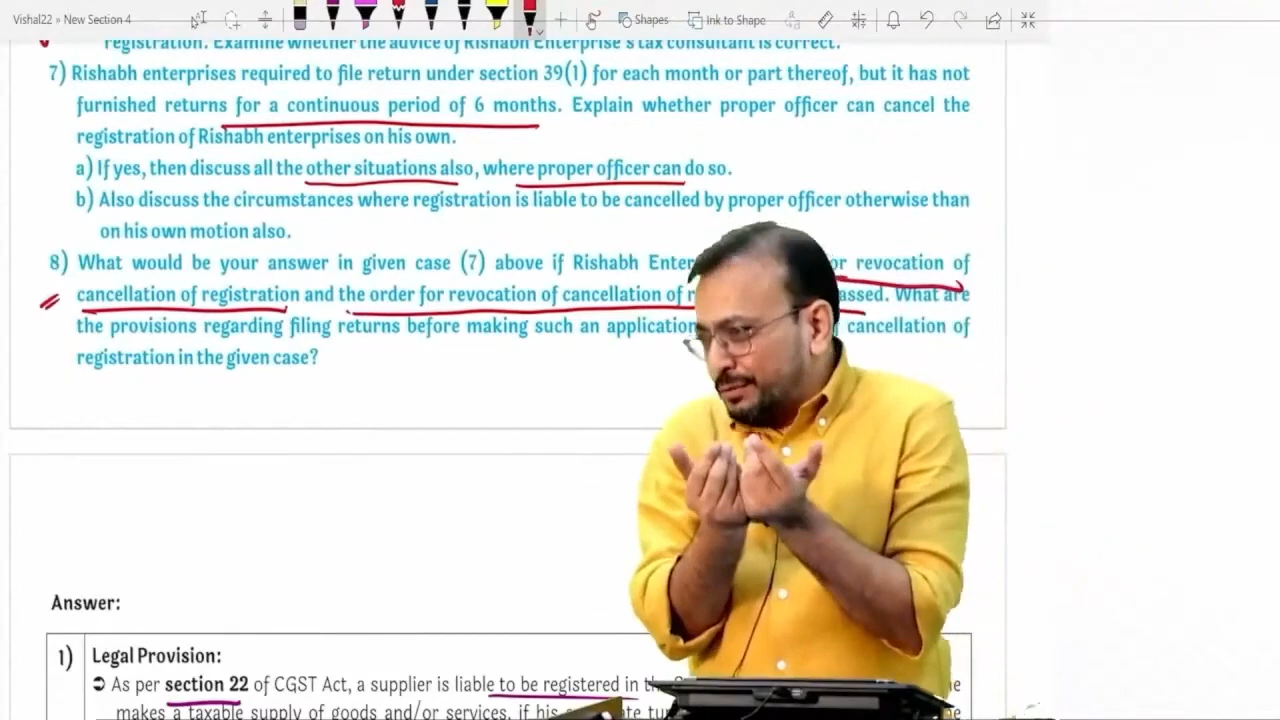 Vishal22 » New Section 4
Shapes
Ink to Shape
registration. Examine whether the advice of Rishabh Enterprise's tax consultant is correct.
7) Rishabh enterprises required to file return under section 39(1) for each month or part thereof, but it has not
furnished returns for a continuous period of 6 months. Explain whether proper officer can cancel the
registration of Rishabh enterprises on his own.
a) If yes, then discuss all the other situations also, where proper officer can do so.
b) Also discuss the circumstances where registration is liable to be cancelled by proper officer otherwise than
on his own motion also.
8) What would be your answer in given case (7) above if Rishabh revocation of
cancellation of registration and the order for revocation of cancellation of What are
the provisions regarding filing returns before making such an application cancellation of
registration in the given case?
Answer:
1) Legal Provision:
➲ As per section 22 of CGST Act, a supplier is liable to be registered in
makes a taxable supply of goods and/or services, if his